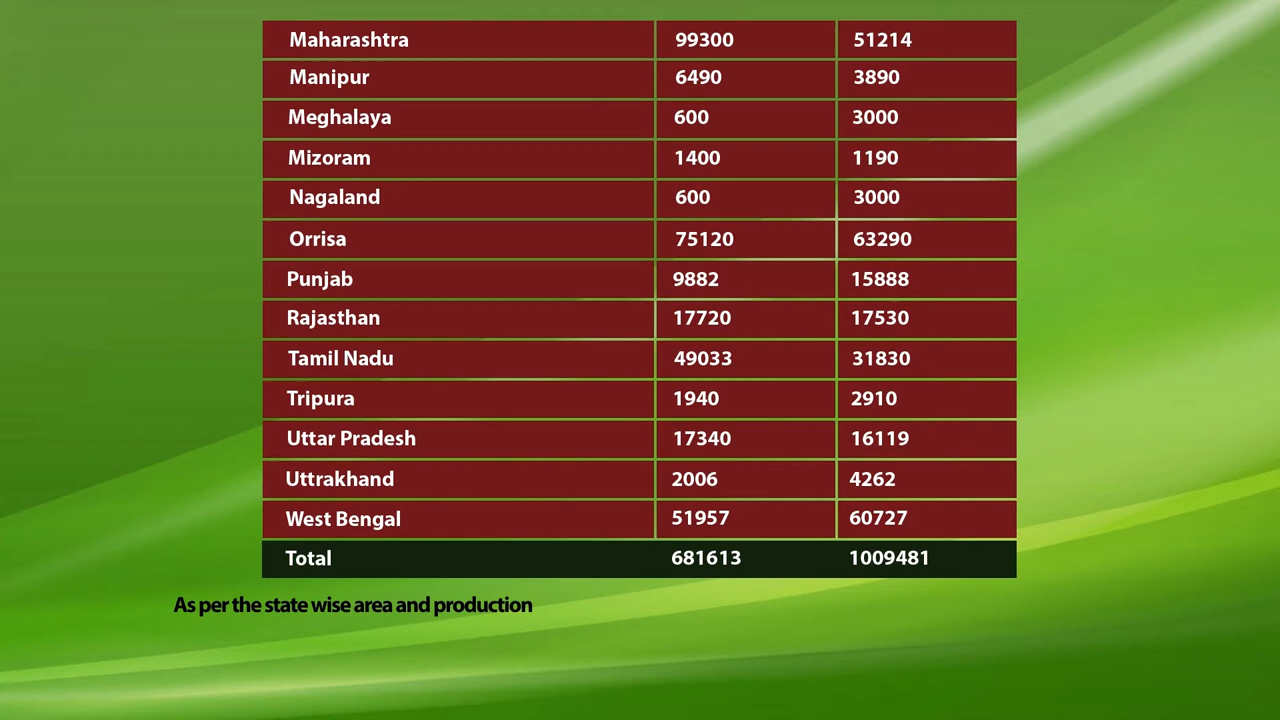 Maharashtra 99300 51214
Manipur 6490 3890
Meghalaya 600 3000
Mizoram 1400 1190
Nagaland 600 3000
Orrisa 75120 63290
Punjab 9882 15888
Rajasthan 17720 17530
Tamil Nadu 49033 31830
Tripura 1940 2910
Uttar Pradesh 17340 16119
Uttrakhand 2006 4262
West Bengal 51957 60727
Total 681613 1009481
As per the state wise area and production